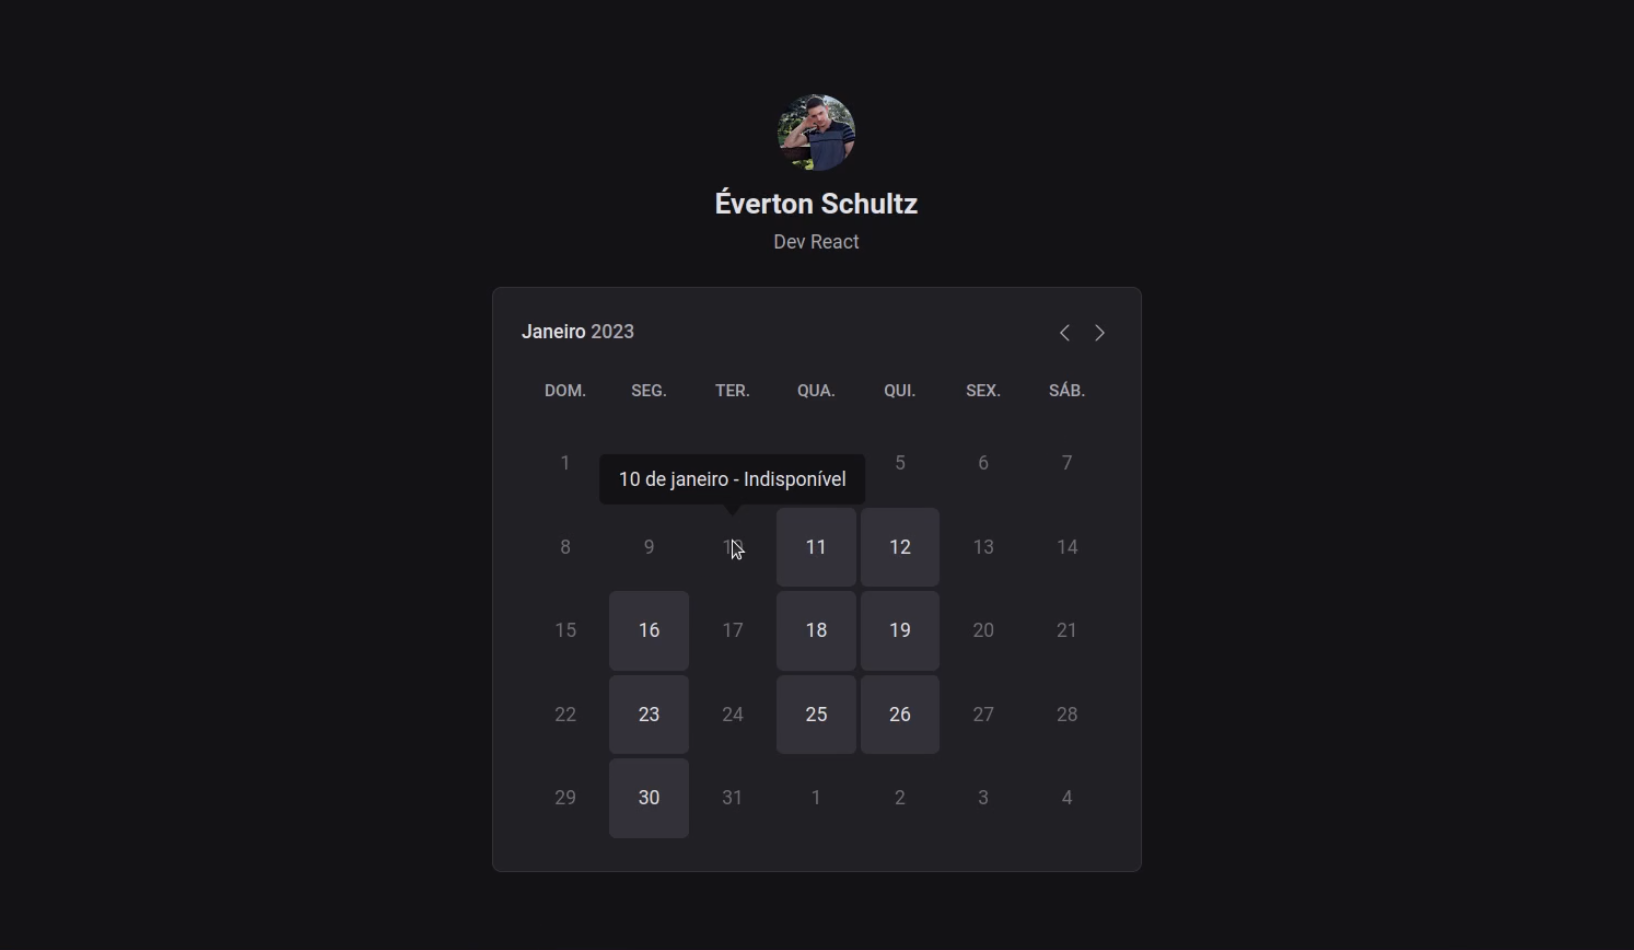 Éverton Schultz
Dev React
Janeiro 2023
DOM. SEG. TER. QUA. QUI. SEX. SÁB.
1 5 6 7
10 de janeiro - Indisponível
8 9 10 11 12 13 14
15 16 17 18 19 20 21
22 23 24 25 26 27 28
29 30 31 1 2 3 4